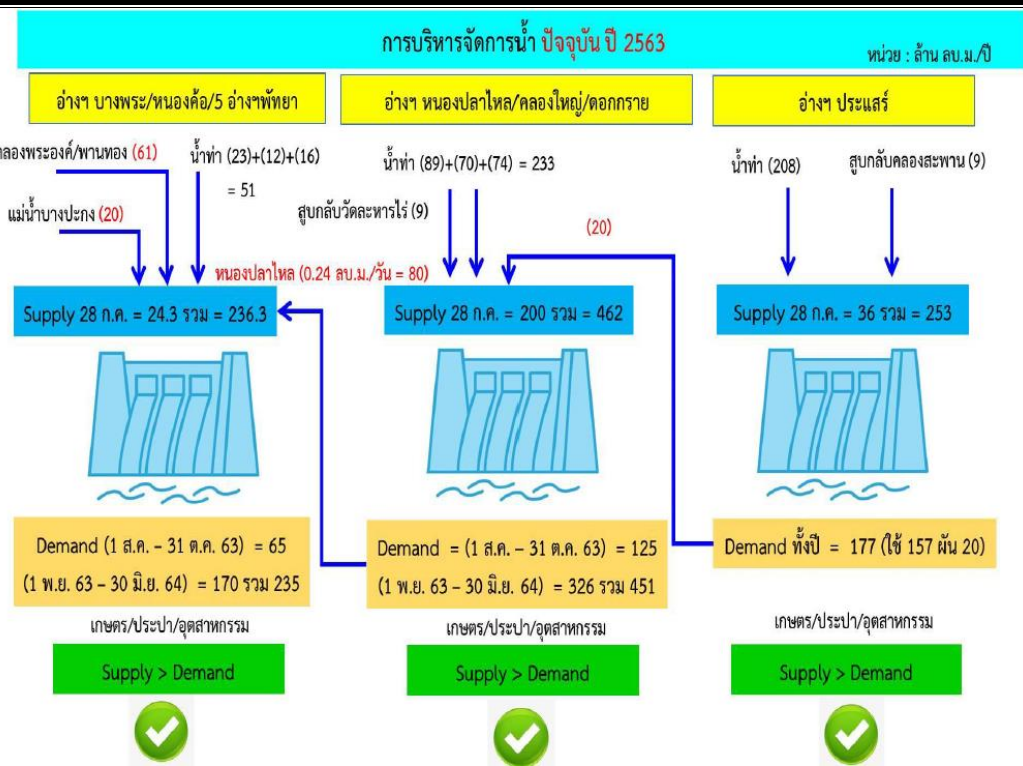 การบริหารจัดการน้ำ ปัจจุบัน ปี 2563
หน่วย : ล้าน ลบ.ม./ปี
อ่างฯ บางพระ/หนองค้อ/5 อ่างฯพัทยา
คลองพระองค์/พานทอง (61)
น้ำท่า (23)+(12)+(16)
= 51
แม่น้ำบางปะกง (20)
หนองปลาไหล (0.24 ลบ.ม./วัน = 80)
Supply 28 ก.ค. = 24.3 รวม = 236.3
Demand (1 ส.ค. – 31 ต.ค. 63) = 65
(1 พ.ย. 63 – 30 มิ.ย. 64) = 170 รวม 235
เกษตร/ประปา/อุตสาหกรรม
Supply > Demand
อ่างฯ หนองปลาไหล/คลองใหญ่/ดอกกราย
น้ำท่า (89)+(70)+(74) = 233
สูบกลับวัดละหารไร่ (9)
(20)
Supply 28 ก.ค. = 200 รวม = 462
Demand = (1 ส.ค. – 31 ต.ค. 63) = 125
(1 พ.ย. 63 – 30 มิ.ย. 64) = 326 รวม 451
เกษตร/ประปา/อุตสาหกรรม
Supply > Demand
อ่างฯ ประแสร์
น้ำท่า (208)
สูบกลับคลองสะพาน (9)
Supply 28 ก.ค. = 36 รวม = 253
Demand ทั้งปี = 177 (ใช้ 157 ผัน 20)
เกษตร/ประปา/อุตสาหกรรม
Supply > Demand